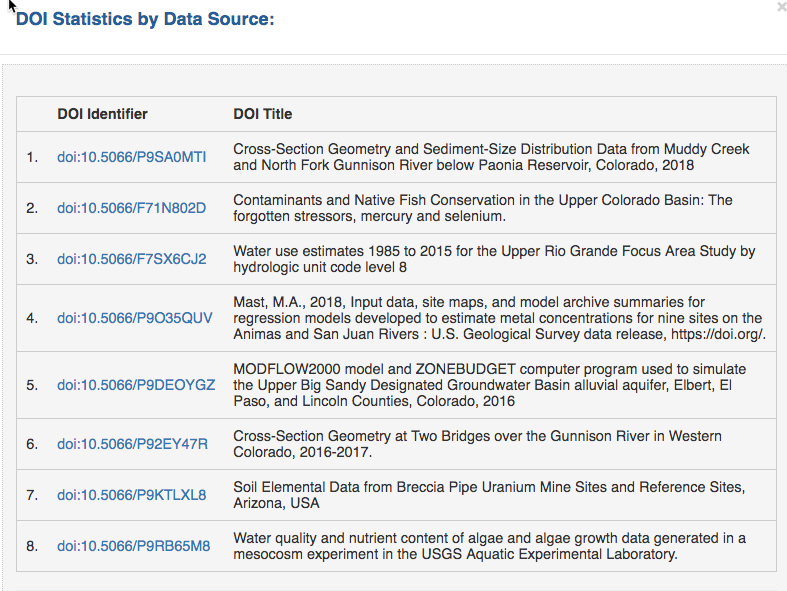 DOI Statistics by Data Source:
DOI Identifier DOI Title
1. doi:10.5066/P9SA0MTI Cross-Section Geometry and Sediment-Size Distribution Data from Muddy Creek
and North Fork Gunnison River below Paonia Reservoir, Colorado, 2018
2. doi:10.5066/F71N802D Contaminants and Native Fish Conservation in the Upper Colorado Basin: The
forgotten stressors, mercury and selenium.
3. doi:10.5066/F7SX6CJ2 Water use estimates 1985 to 2015 for the Upper Rio Grande Focus Area Study by
hydrologic unit code level 8
4. doi:10.5066/P9O35QUV Mast, M.A., 2018, Input data, site maps, and model archive summaries for
regression models developed to estimate metal concentrations for nine sites on the
Animas and San Juan Rivers : U.S. Geological Survey data release, https://doi.org/.
5. doi:10.5066/P9DEOYGZ MODFLOW2000 model and ZONEBUDGET computer program used to simulate
the Upper Big Sandy Designated Groundwater Basin alluvial aquifer, Elbert, El
Paso, and Lincoln Counties, Colorado, 2016
6. doi:10.5066/P92EY47R Cross-Section Geometry at Two Bridges over the Gunnison River in Western
Colorado, 2016-2017.
7. doi:10.5066/P9KTLXL8 Soil Elemental Data from Breccia Pipe Uranium Mine Sites and Reference Sites,
Arizona, USA
8. doi:10.5066/P9RB65M8 Water quality and nutrient content of algae and algae growth data generated in a
mesocosm experiment in the USGS Aquatic Experimental Laboratory.